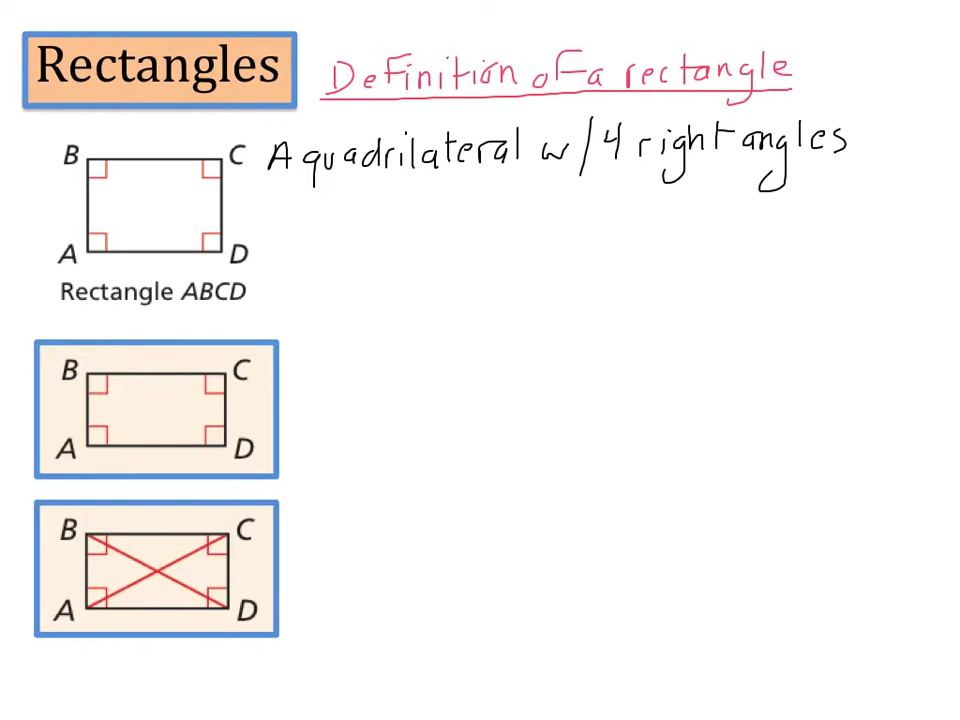 Rectangles
Definition of a rectangle
A quadrilateral w/ 4 right angles
B C
A D
Rectangle ABCD
B C
A D
B C
A D